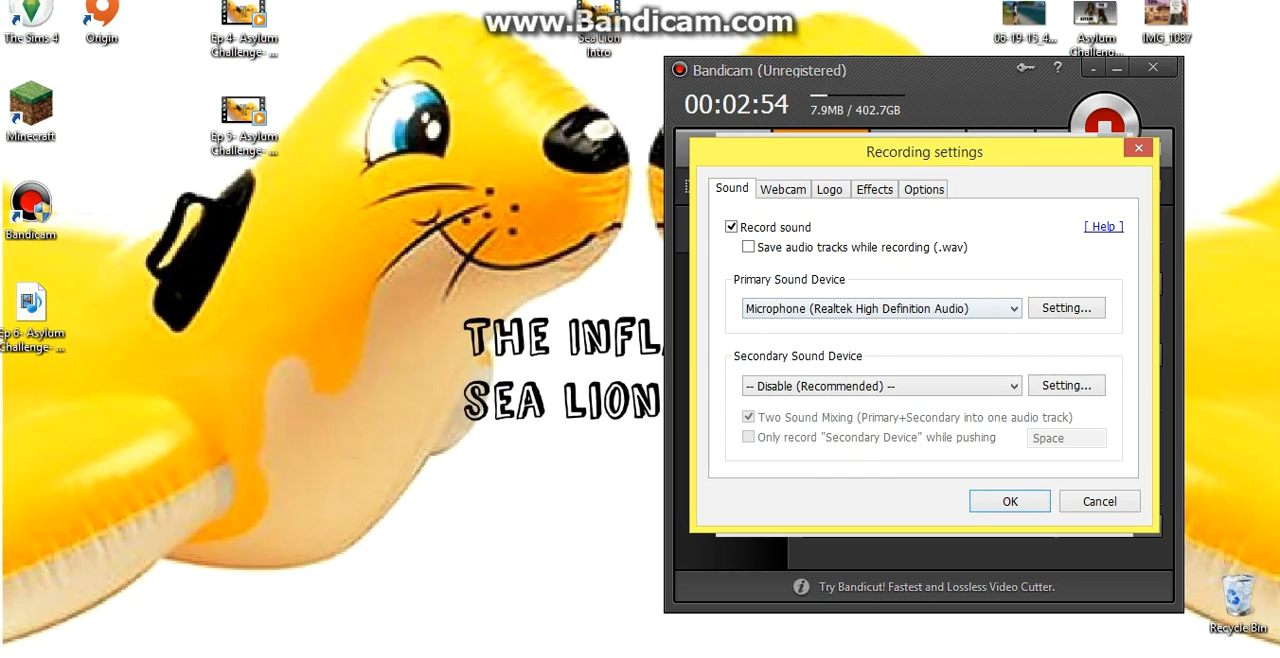 www.Bandicam.com
The Sims 4
Origin
Ep 4- Asylum
Challenge- ...
Sea Lion
Intro
06-19-15_4...
Asylum
Challeng...
IMG_1087
Minecraft
Ep 5- Asylum
Challenge- ...
Bandicam
Ep 6- Asylum
Challenge- ...
THE INFL
SEA LION
Bandicam (Unregistered)
?
00:02:54
7.9MB / 402.7GB
Recording settings
Sound Webcam Logo Effects Options
Record sound
[ Help ]
Save audio tracks while recording (.wav)
Primary Sound Device
Microphone (Realtek High Definition Audio)
Setting...
Secondary Sound Device
-- Disable (Recommended) --
Setting...
Two Sound Mixing (Primary+Secondary into one audio track)
Only record "Secondary Device" while pushing
Space
OK
Cancel
Try Bandicut! Fastest and Lossless Video Cutter.
Recycle Bin